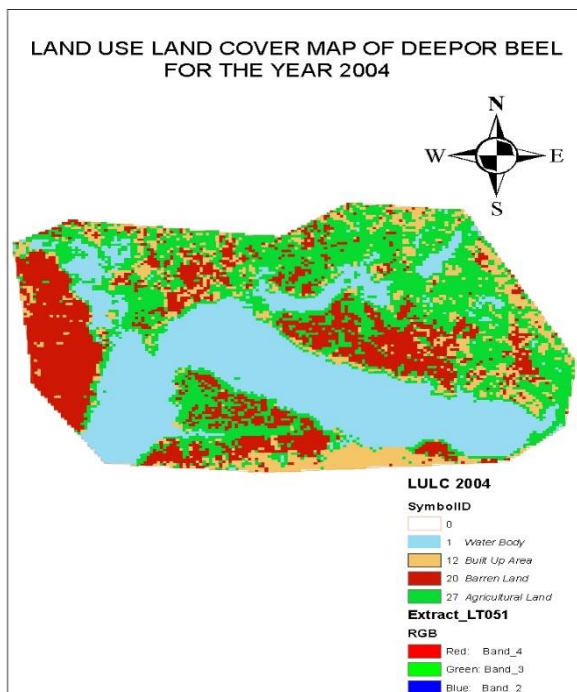 LAND USE LAND COVER MAP OF DEEPOR BEEL
FOR THE YEAR 2004
N
W E
S
LULC 2004
SymbolID
0
1 Water Body
12 Built Up Area
20 Barren Land
27 Agricultural Land
Extract_LT051
RGB
Red: Band_4
Green: Band_3
Blue: Band_2